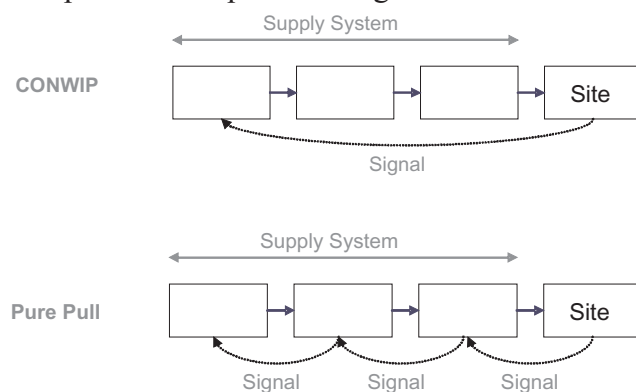 Supply System
CONWIP
Site
Signal
Supply System
Pure Pull
Site
Signal Signal Signal